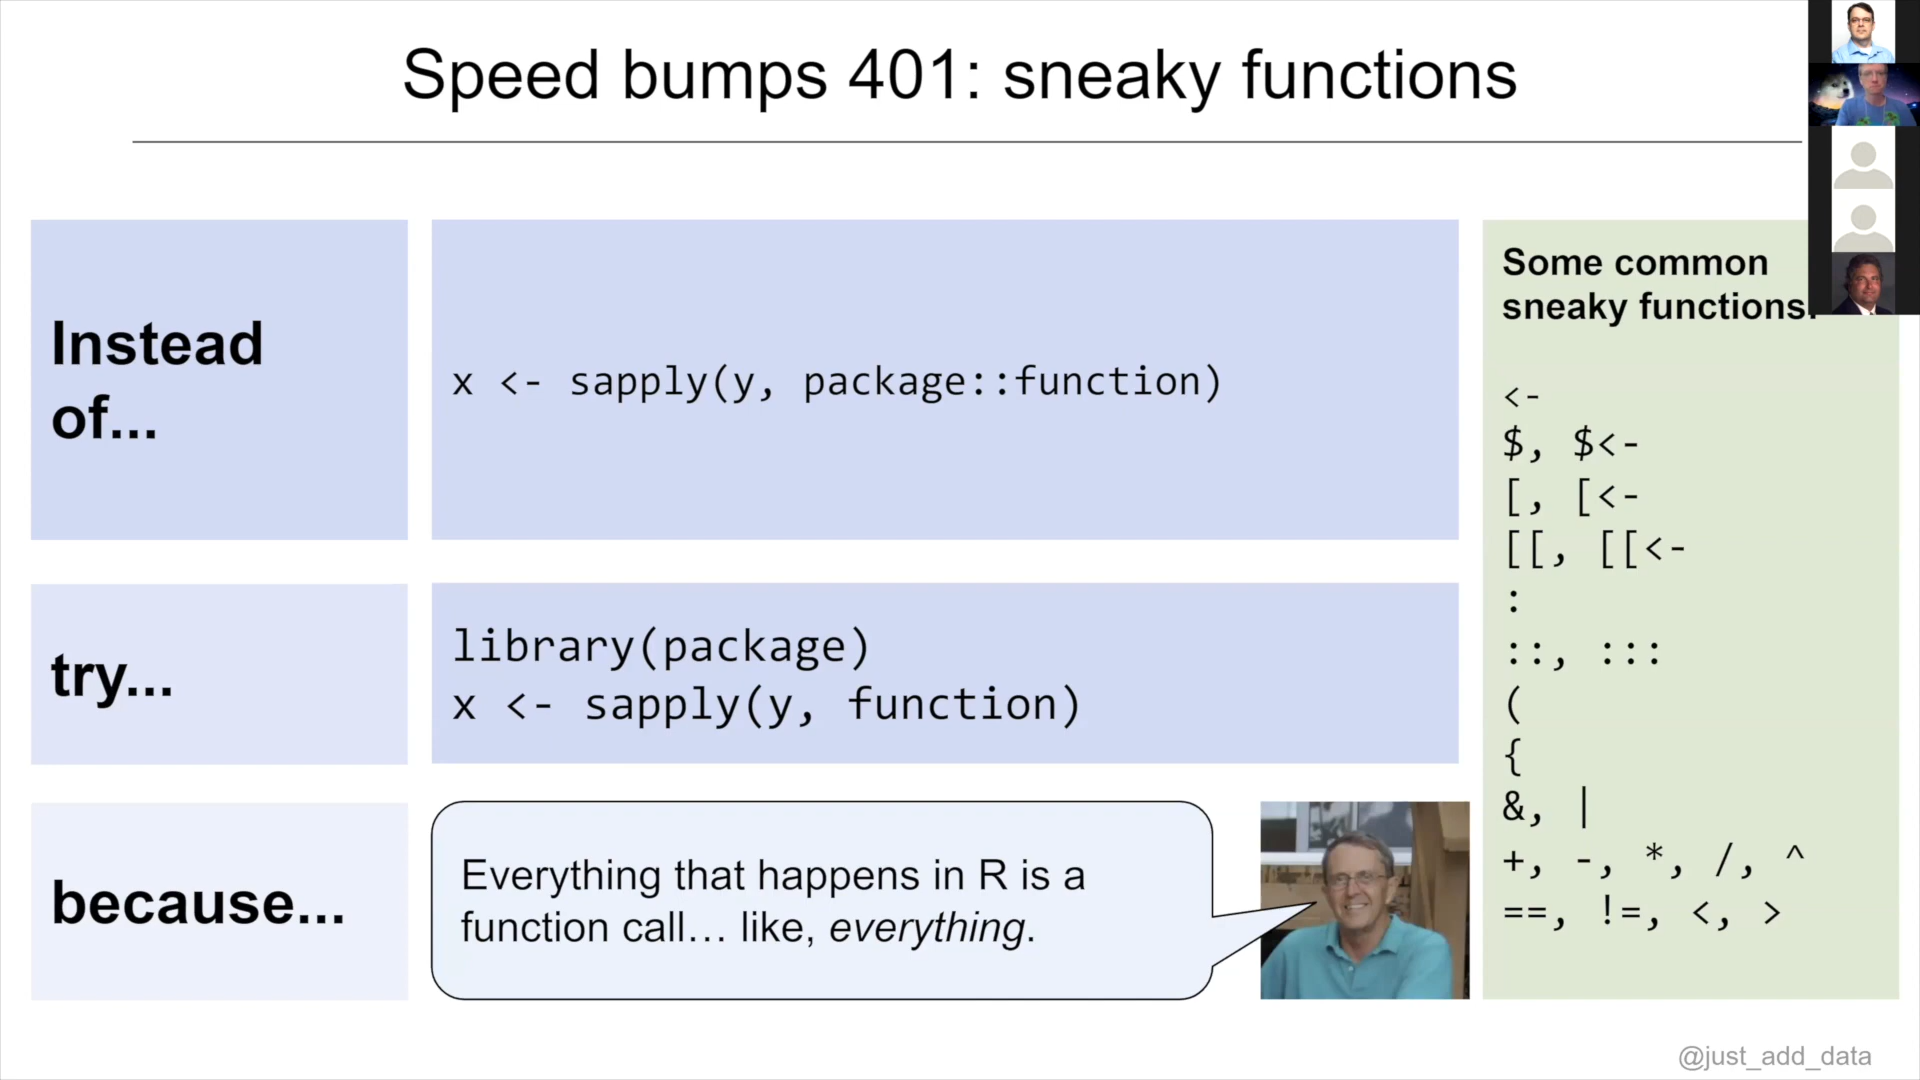 Speed bumps 401: sneaky functions
Instead
of...
x <- sapply(y, package::function)
try...
library(package)
x <- sapply(y, function)
because...
Everything that happens in R is a
function call… like, everything.
Some common
sneaky functions:
<-
$, $<-
[, [<-
[[, [[<-
:
::, :::
(
{
&, |
+, -, *, /, ^
==, !=, <, >
@just_add_data